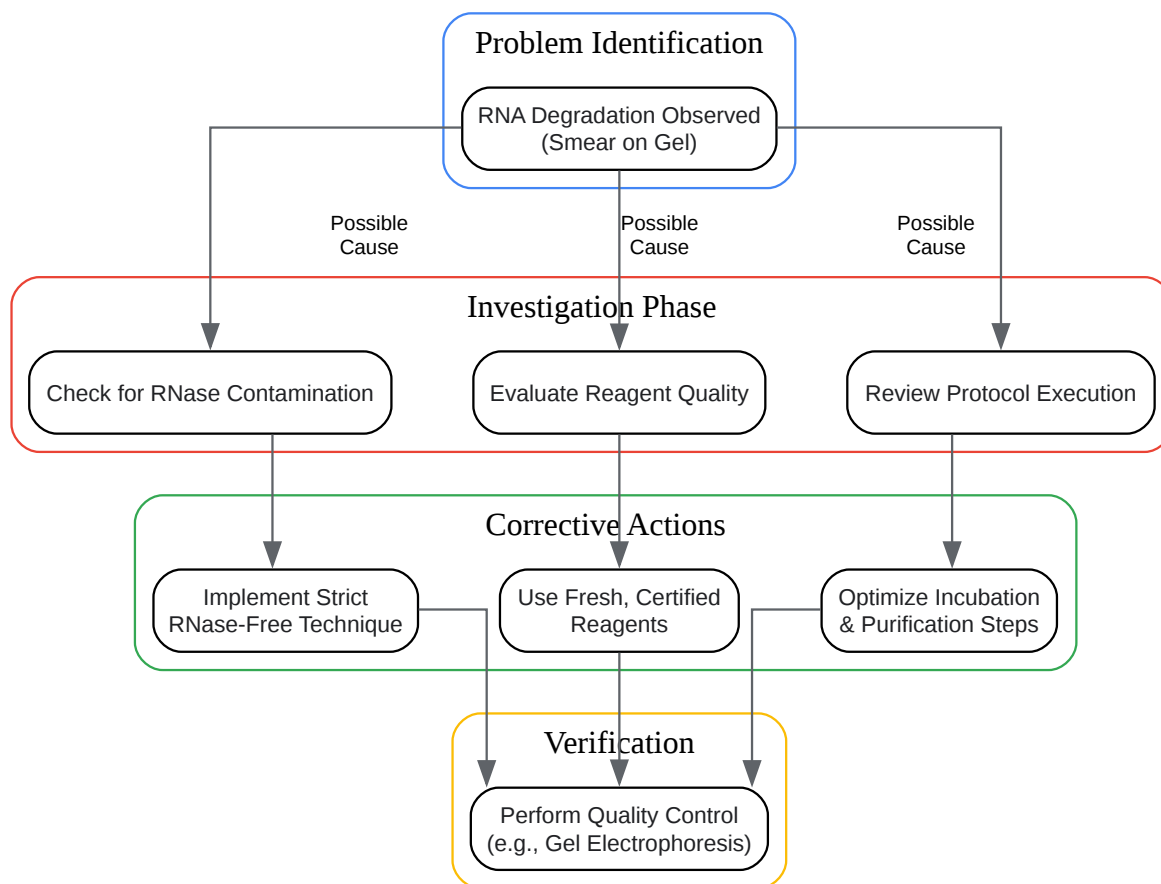 Problem Identification
RNA Degradation Observed
(Smear on Gel)
Possible
Cause
Possible
Cause
Possible
Cause
Investigation Phase
Check for RNase Contamination
Evaluate Reagent Quality
Review Protocol Execution
Corrective Actions
Implement Strict
RNase-Free Technique
Use Fresh, Certified
Reagents
Optimize Incubation
& Purification Steps
Verification
Perform Quality Control
(e.g., Gel Electrophoresis)